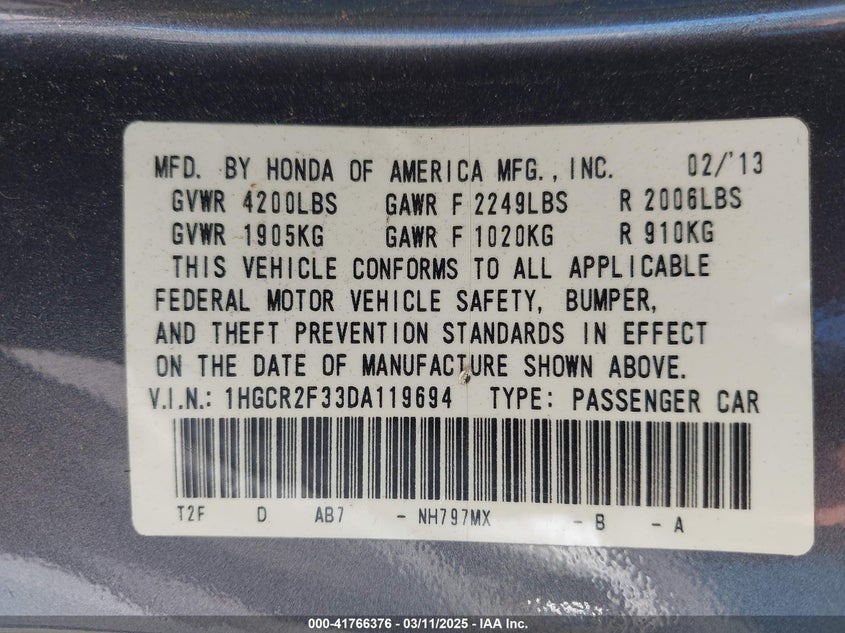 MFD. BY HONDA OF AMERICA MFG., INC. 02/'13
GVWR 4200LBS GAWR F 2249LBS R 2006LBS
GVWR 1905KG GAWR F 1020KG R 910KG
THIS VEHICLE CONFORMS TO ALL APPLICABLE
FEDERAL MOTOR VEHICLE SAFETY, BUMPER,
AND THEFT PREVENTION STANDARDS IN EFFECT
ON THE DATE OF MANUFACTURE SHOWN ABOVE.
V.I.N.: 1HGCR2F33DA119694 TYPE: PASSENGER CAR
T2F D AB7 - NH797MX - B - A
000-41766376 - 03/11/2025 - IAA Inc.